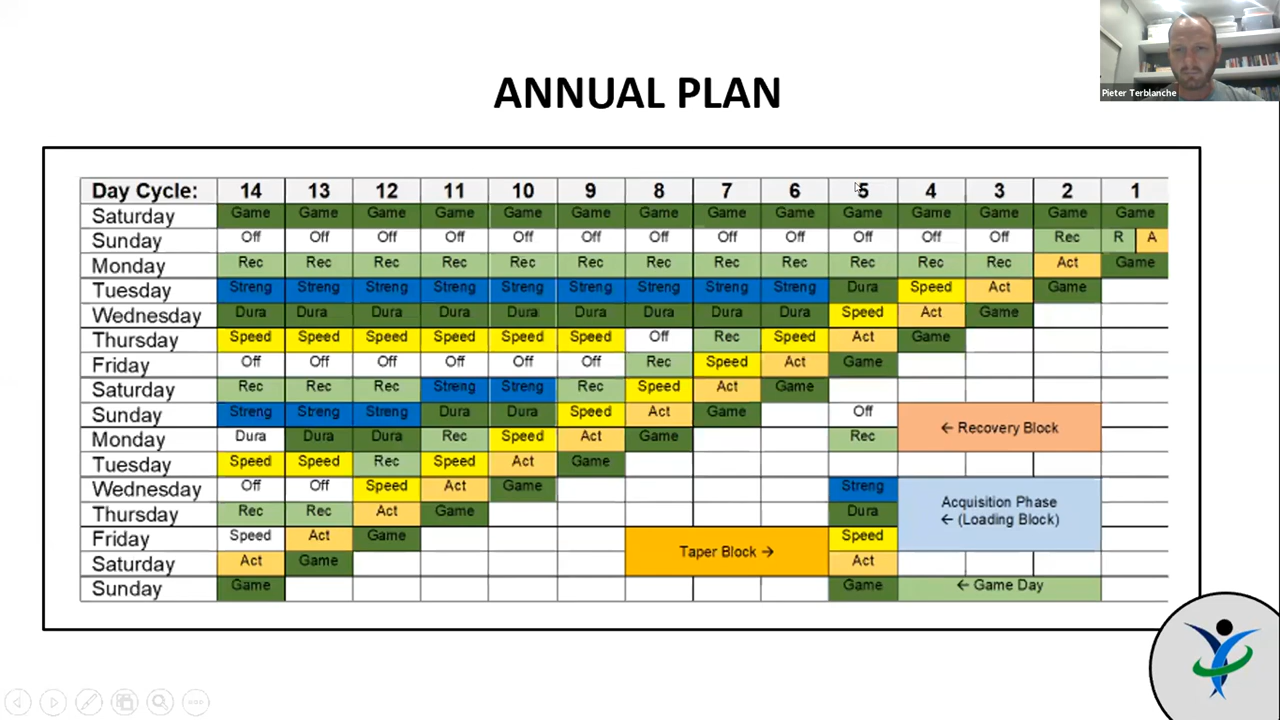 Pieter Terblanche
ANNUAL PLAN
Day Cycle: 14 13 12 11 10 9 8 7 6 5 4 3 2 1
Saturday Game Game Game Game Game Game Game Game Game Game Game Game Game Game
Sunday Off Off Off Off Off Off Off Off Off Off Off Off Rec R A
Monday Rec Rec Rec Rec Rec Rec Rec Rec Rec Rec Rec Rec Act Game
Tuesday Streng Streng Streng Streng Streng Streng Streng Streng Streng Dura Speed Act Game
Wednesday Dura Dura Dura Dura Dura Dura Dura Dura Dura Speed Act Game
Thursday Speed Speed Speed Speed Speed Speed Off Rec Speed Act Game
Friday Off Off Off Off Off Off Rec Speed Act Game
Saturday Rec Rec Rec Streng Streng Rec Speed Act Game
Sunday Streng Streng Streng Dura Dura Speed Act Game Off
Monday Dura Dura Dura Rec Speed Act Game Rec ← Recovery Block
Tuesday Speed Speed Rec Speed Act Game
Wednesday Off Off Speed Act Game Streng Acquisition Phase
Thursday Rec Rec Act Game Dura ← (Loading Block)
Friday Speed Act Game Taper Block → Speed
Saturday Act Game Act
Sunday Game Game ← Game Day